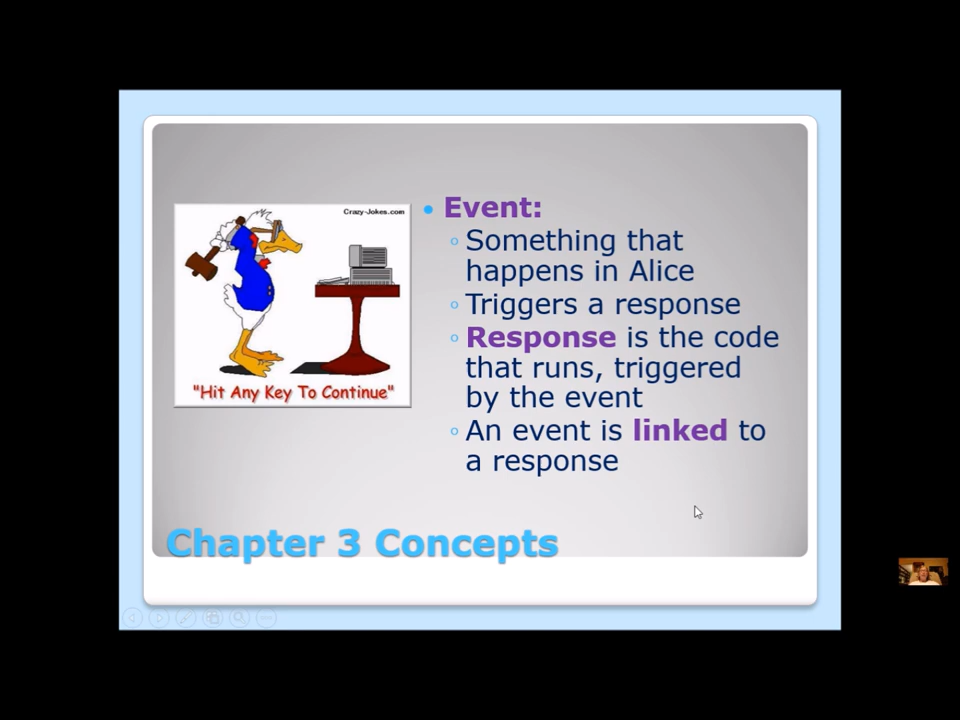 Crazy-Jokes.com
"Hit Any Key To Continue"
Event:
Something that
happens in Alice
Triggers a response
Response is the code
that runs, triggered
by the event
An event is linked to
a response
Chapter 3 Concepts